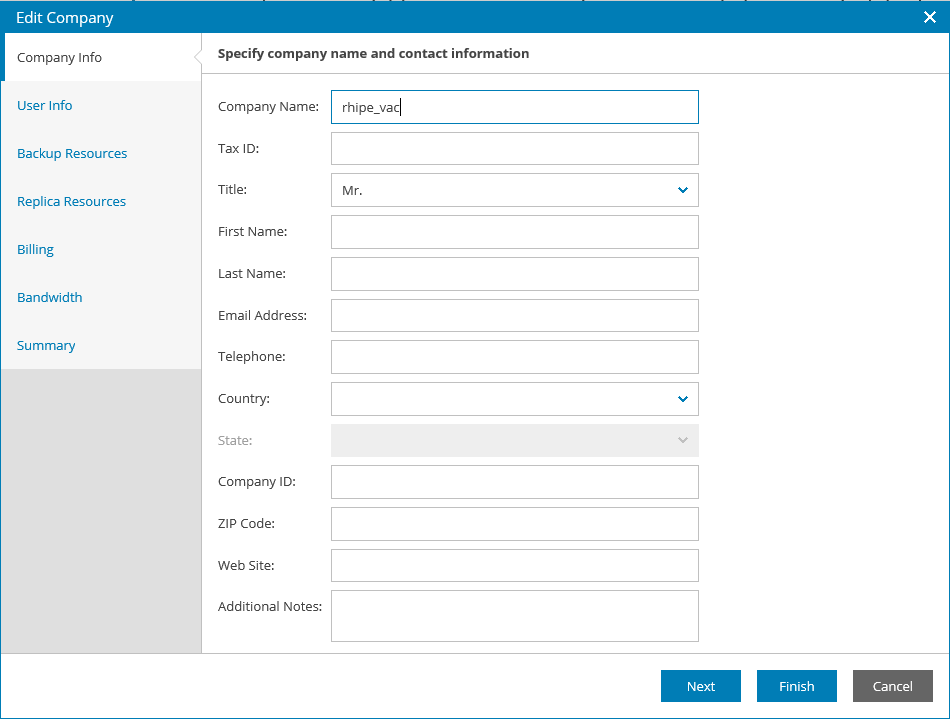 Edit Company
Company Info
User Info
Backup Resources
Replica Resources
Billing
Bandwidth
Summary
Specify company name and contact information
Company Name: rhipe_vac
Tax ID:
Title: Mr.
First Name:
Last Name:
Email Address:
Telephone:
Country:
State:
Company ID:
ZIP Code:
Web Site:
Additional Notes:
Next Finish Cancel